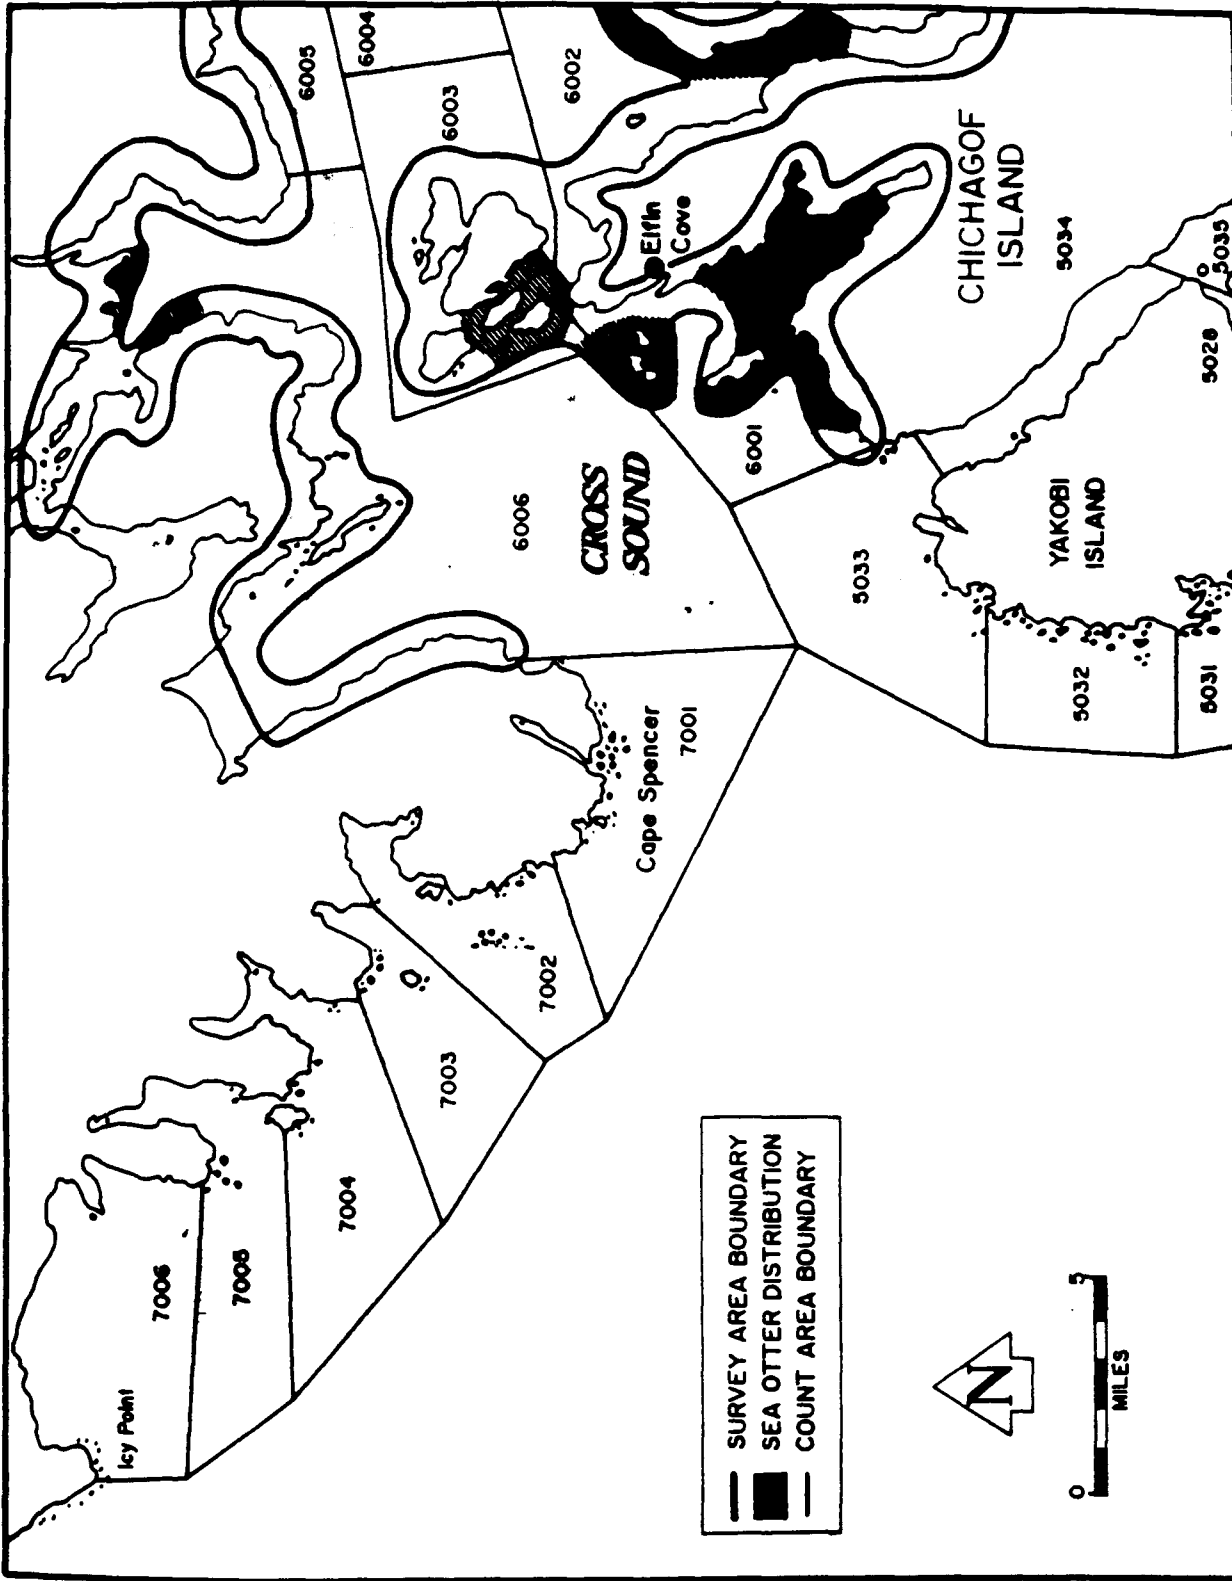 Icy Point
7006
7005
7004
7003
7002
7001
Cape Spencer
6006
CROSS
SOUND
6005
6004
6003
6002
6001
Elfin
Cove
CHICHAGOF
ISLAND
5034
5035
5028
5033
YAKOBI
ISLAND
5032
5031
SURVEY AREA BOUNDARY
SEA OTTER DISTRIBUTION
COUNT AREA BOUNDARY
N
0 5
MILES